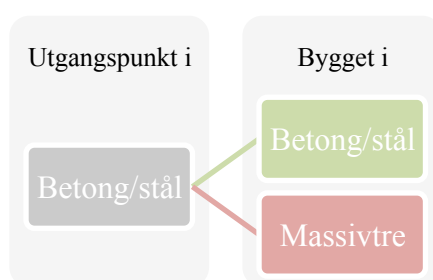 Utgangspunkt i
Bygget i
Betong/stål
Betong/stål
Massivtre